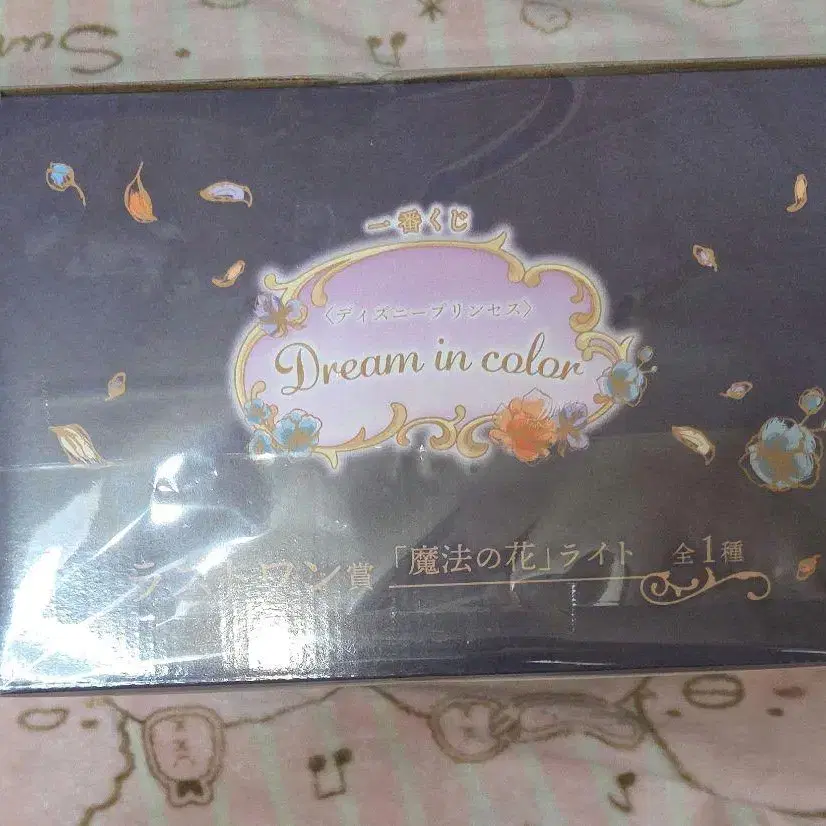 一番くじ
〈ディズニープリンセス〉
Dream in color
ラストワン賞 「魔法の花」ライト 全1種